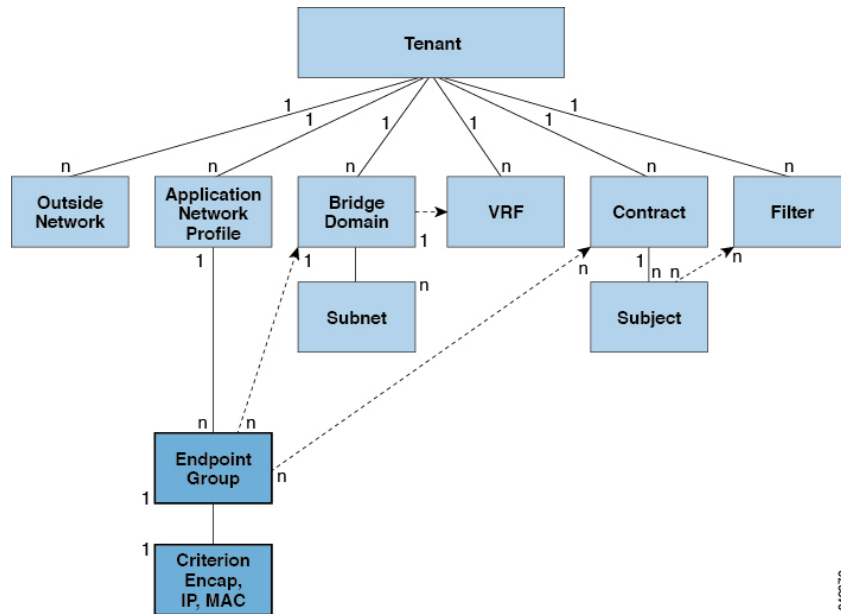 Tenant
1
1
1
1
1
1
n
n
n
n
n
n
Outside
Network
Application
Network
Profile
Bridge
Domain
VRF
Contract
Filter
1
1
1
n
1
n
n
n
Subnet
n
Subject
n
n
Endpoint
Group
n
1
1
Criterion
Encap,
IP, MAC